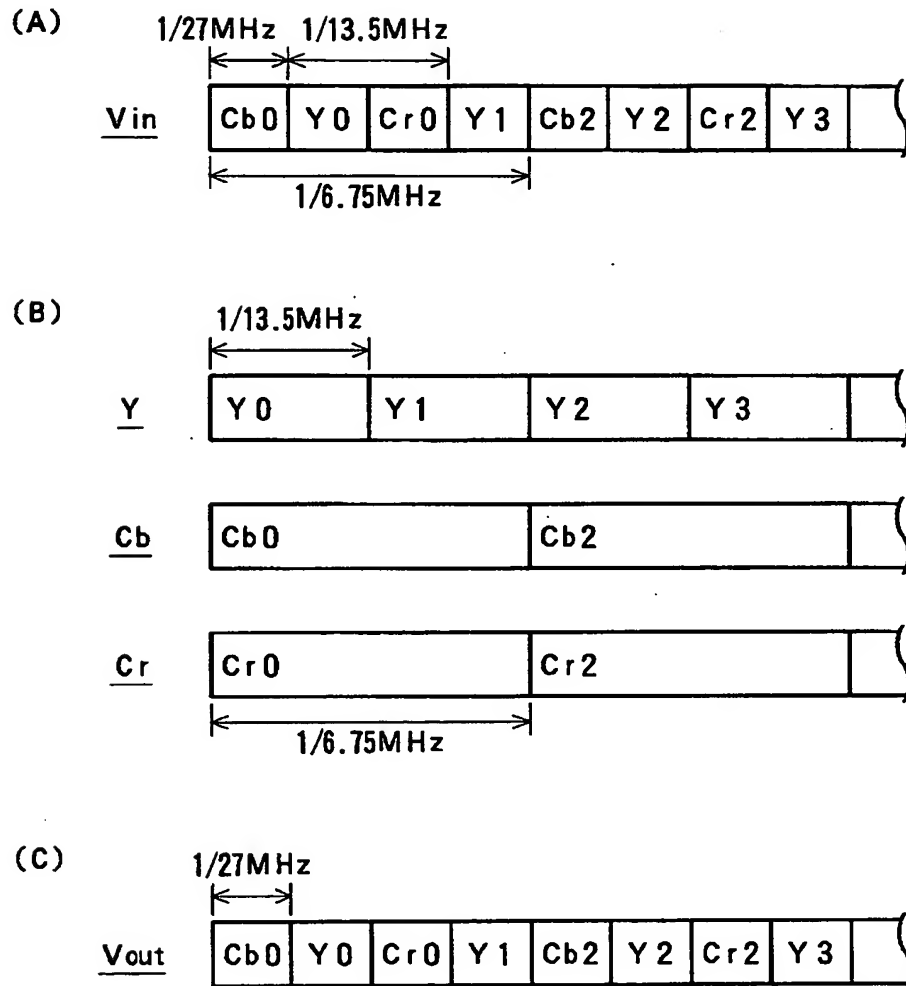 (A)
1/27MHz 1/13.5MHz
Vin Cb0 Y0 Cr0 Y1 Cb2 Y2 Cr2 Y3
1/6.75MHz
(B)
1/13.5MHz
Y Y0 Y1 Y2 Y3
Cb Cb0 Cb2
Cr Cr0 Cr2
1/6.75MHz
(C)
1/27MHz
Vout Cb0 Y0 Cr0 Y1 Cb2 Y2 Cr2 Y3